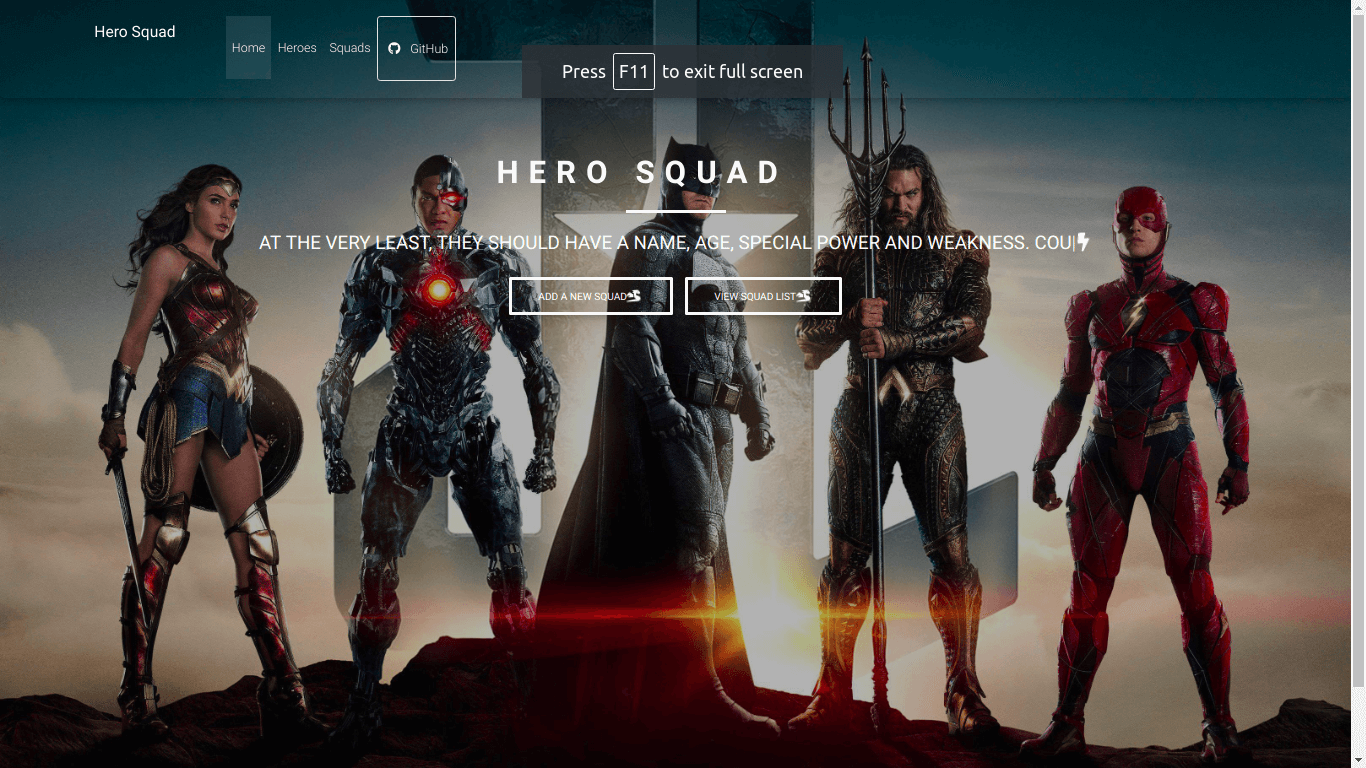 Hero Squad
Home Heroes Squads GitHub
Press F11 to exit full screen
HERO SQUAD
AT THE VERY LEAST, THEY SHOULD HAVE A NAME, AGE, SPECIAL POWER AND WEAKNESS. COU|
ADD A NEW SQUAD VIEW SQUAD LIST